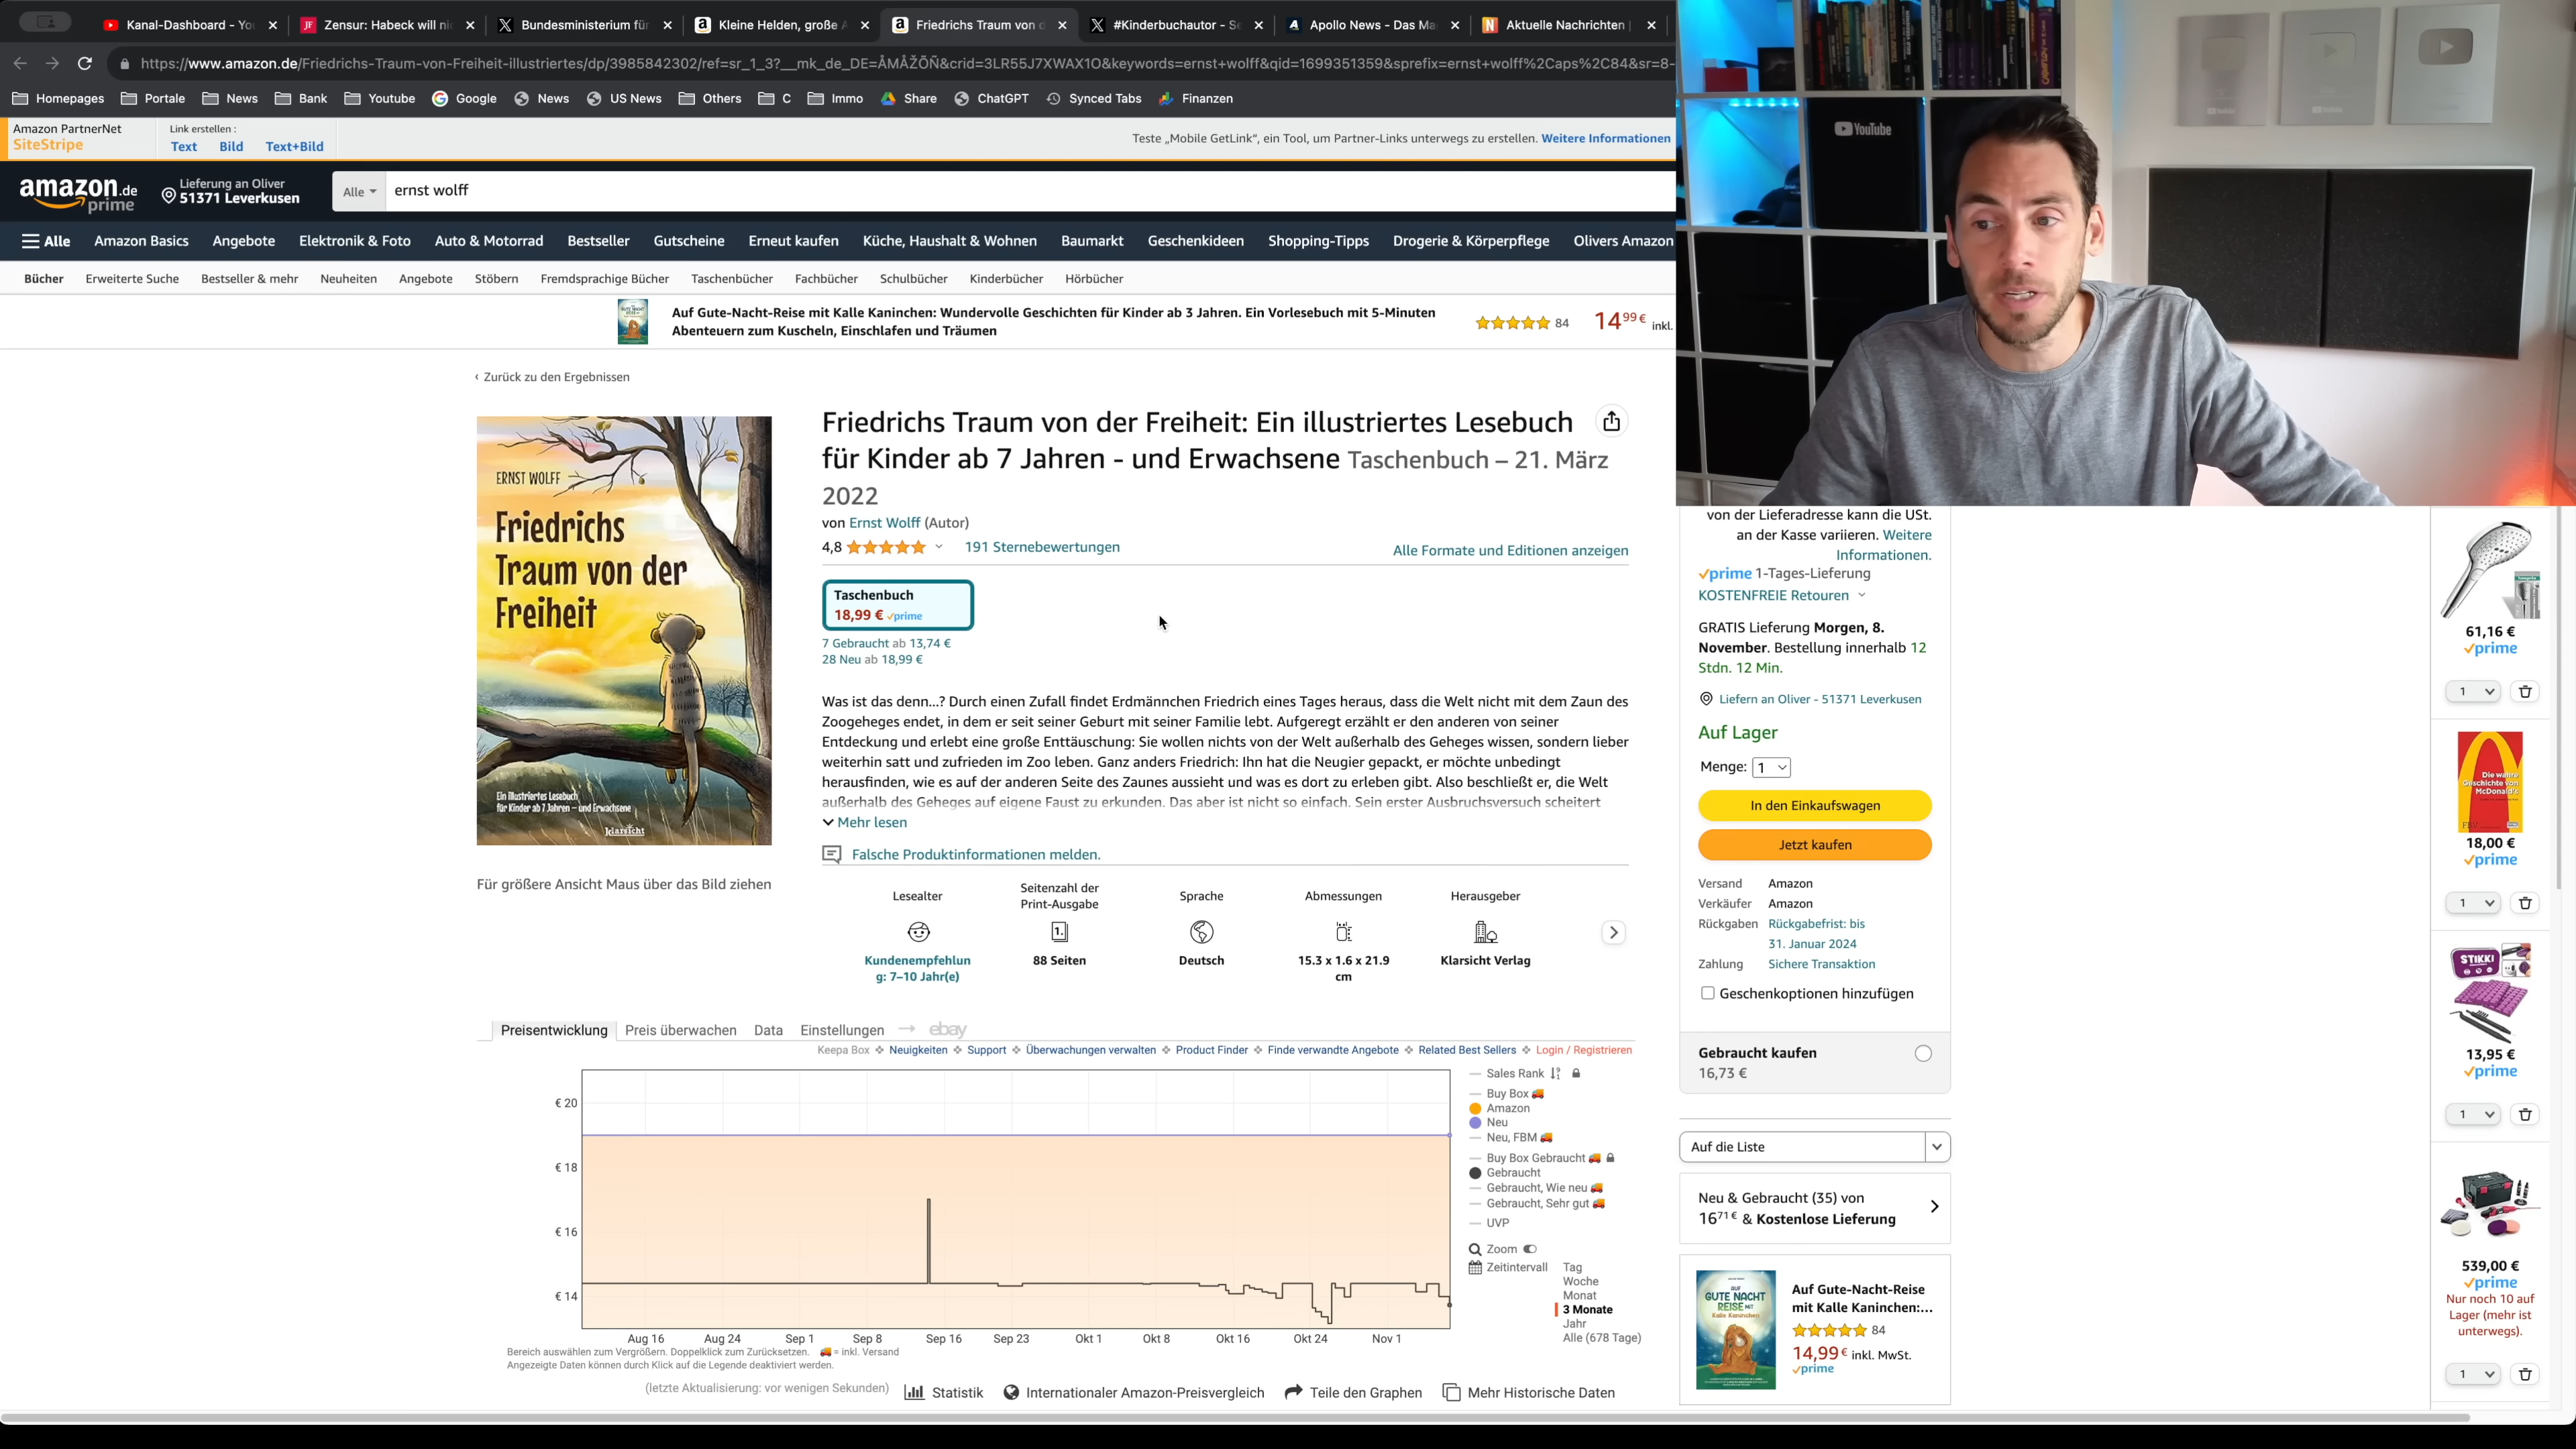 Kanal-Dashboard - Yo
Zensur: Habeck will ni
Bundesministerium für
Kleine Helden, große A
Friedrichs Traum von d
#Kinderbuchautor - S
Apollo News - Das Ma
Aktuelle Nachrichten
https://www.amazon.de/Friedrichs-Traum-von-Freiheit-illustriertes/dp/3985842302/ref=sr_1_3?__mk_de_DE=ÅMÅŽÕÑ&crid=3LR55J7XWAX1O&keywords=ernst+wolff&qid=1699351359&sprefix=ernst+wolff%2Caps%2C84&sr=8-
Homepages Portale News Bank Youtube Google News US News Others C Immo Share ChatGPT Synced Tabs Finanzen
YouTube
Amazon PartnerNet
SiteStripe
Link erstellen :
Text Bild Text+Bild
Teste „Mobile GetLink“, ein Tool, um Partner-Links unterwegs zu erstellen. Weitere Informationen
amazon.de
prime
Lieferung an Oliver
51371 Leverkusen
Alle
ernst wolff
Alle Amazon Basics Angebote Elektronik & Foto Auto & Motorrad Bestseller Gutscheine Erneut kaufen Küche, Haushalt & Wohnen Baumarkt Geschenkideen Shopping-Tipps Drogerie & Körperpflege Olivers Amazon
Bücher Erweiterte Suche Bestseller & mehr Neuheiten Angebote Stöbern Fremdsprachige Bücher Taschenbücher Fachbücher Schulbücher Kinderbücher Hörbücher
Auf Gute-Nacht-Reise mit Kalle Kaninchen: Wundervolle Geschichten für Kinder ab 3 Jahren. Ein Vorlesebuch mit 5-Minuten
Abenteuern zum Kuscheln, Einschlafen und Träumen
84
14 99 € inkl.
‹ Zurück zu den Ergebnissen
ERNST WOLFF
Friedrichs
Traum von der
Freiheit
Ein illustriertes Lesebuch
für Kinder ab 7 Jahren – und Erwachsene
klarsicht
Für größere Ansicht Maus über das Bild ziehen
Friedrichs Traum von der Freiheit: Ein illustriertes Lesebuch
für Kinder ab 7 Jahren - und Erwachsene Taschenbuch – 21. März
2022
von Ernst Wolff (Autor)
4,8 191 Sternebewertungen
Alle Formate und Editionen anzeigen
Taschenbuch
18,99 € prime
7 Gebraucht ab 13,74 €
28 Neu ab 18,99 €
Was ist das denn...? Durch einen Zufall findet Erdmännchen Friedrich eines Tages heraus, dass die Welt nicht mit dem Zaun des
Zoogeheges endet, in dem er seit seiner Geburt mit seiner Familie lebt. Aufgeregt erzählt er den anderen von seiner
Entdeckung und erlebt eine große Enttäuschung: Sie wollen nichts von der Welt außerhalb des Geheges wissen, sondern lieber
weiterhin satt und zufrieden im Zoo leben. Ganz anders Friedrich: Ihn hat die Neugier gepackt, er möchte unbedingt
herausfinden, wie es auf der anderen Seite des Zaunes aussieht und was es dort zu erleben gibt. Also beschließt er, die Welt
außerhalb des Geheges auf eigene Faust zu erkunden. Das aber ist nicht so einfach. Sein erster Ausbruchsversuch scheitert
Mehr lesen
Falsche Produktinformationen melden.
Lesealter
Kundenempfehlun
g: 7–10 Jahr(e)
Seitenzahl der
Print-Ausgabe
1.
88 Seiten
Sprache
Deutsch
Abmessungen
15.3 x 1.6 x 21.9
cm
Herausgeber
Klarsicht Verlag
Preisentwicklung Preis überwachen Data Einstellungen → ebay
Keepa Box Neuigkeiten Support Überwachungen verwalten Product Finder Finde verwandte Angebote Related Best Sellers Login / Registrieren
€ 20
€ 18
€ 16
€ 14
Aug 16 Aug 24 Sep 1 Sep 8 Sep 16 Sep 23 Okt 1 Okt 8 Okt 16 Okt 24 Nov 1
Sales Rank
Buy Box
Amazon
Neu
Neu, FBM
Buy Box Gebraucht
Gebraucht
Gebraucht, Wie neu
Gebraucht, Sehr gut
UVP
Zoom
Zeitintervall
Tag
Woche
Monat
3 Monate
Jahr
Alle (678 Tage)
Bereich auswählen zum Vergrößern. Doppelklick zum Zurücksetzen. = inkl. Versand
Angezeigte Daten können durch Klick auf die Legende deaktiviert werden.
(letzte Aktualisierung: vor wenigen Sekunden) Statistik Internationaler Amazon-Preisvergleich Teile den Graphen Mehr Historische Daten
von der Lieferadresse kann die USt.
an der Kasse variieren. Weitere
Informationen.
prime 1-Tages-Lieferung
KOSTENFREIE Retouren
GRATIS Lieferung Morgen, 8.
November. Bestellung innerhalb 12
Stdn. 12 Min.
Liefern an Oliver - 51371 Leverkusen
Auf Lager
Menge: 1
In den Einkaufswagen
Jetzt kaufen
Versand Amazon
Verkäufer Amazon
Rückgaben Rückgabefrist: bis
31. Januar 2024
Zahlung Sichere Transaktion
Geschenkoptionen hinzufügen
Gebraucht kaufen
16,73 €
Auf die Liste
Neu & Gebraucht (35) von
16 71 € & Kostenlose Lieferung
AUF
GUTE NACHT
REISE MIT
Kalle Kaninchen
Auf Gute-Nacht-Reise
mit Kalle Kaninchen:...
84
14,99 € inkl. MwSt.
prime
61,16 €
prime
1
Die wahre
Geschichte von
McDonald's
18,00 €
prime
1
STIKKI
13,95 €
prime
1
539,00 €
prime
Nur noch 10 auf
Lager (mehr ist
unterwegs).
1